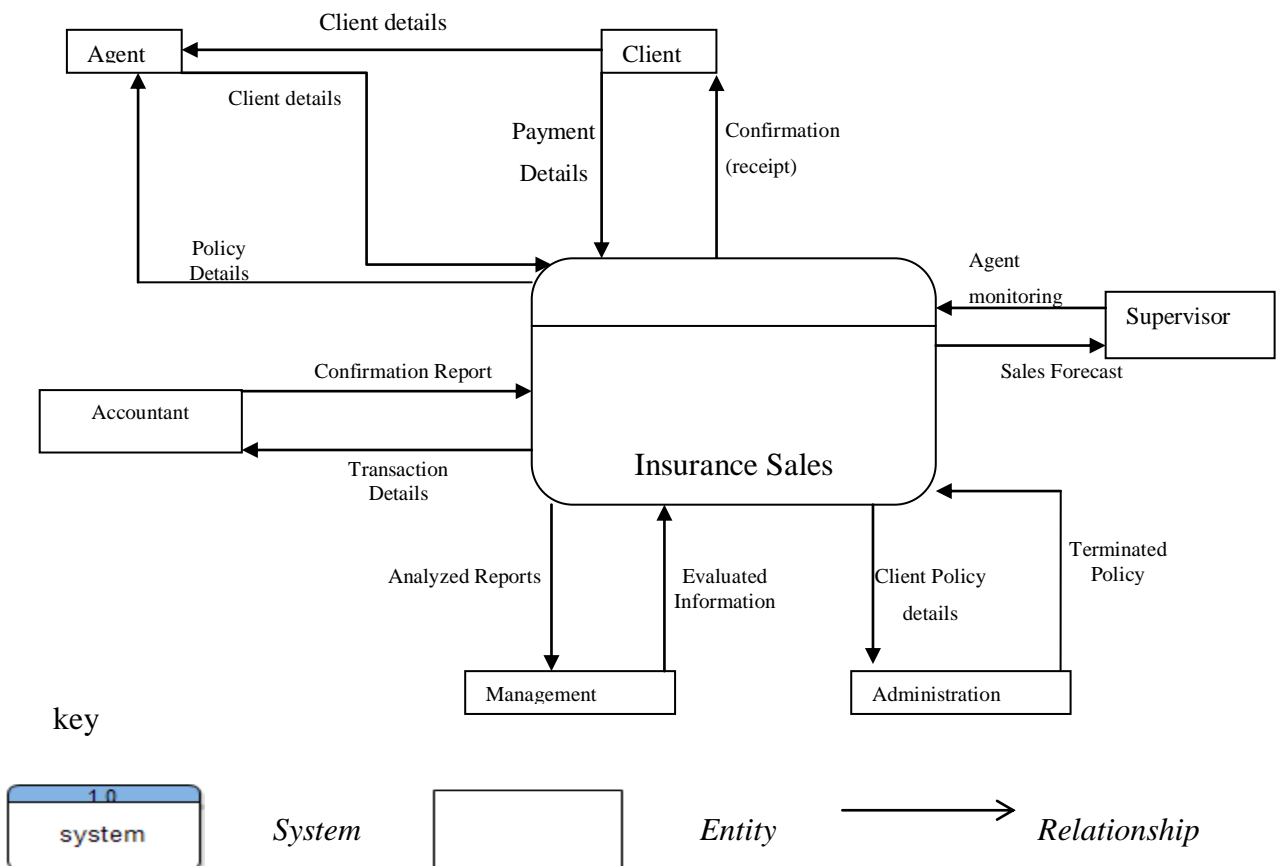 Client details
Agent
Client
Client details
Payment
Details
Confirmation
(receipt)
Policy
Details
Agent
monitoring
Supervisor
Sales Forecast
Confirmation Report
Accountant
Transaction
Details
Insurance Sales
Analyzed Reports
Evaluated
Information
Client Policy
details
Terminated
Policy
Management
Administration
key
1.0
system
System
Entity
Relationship